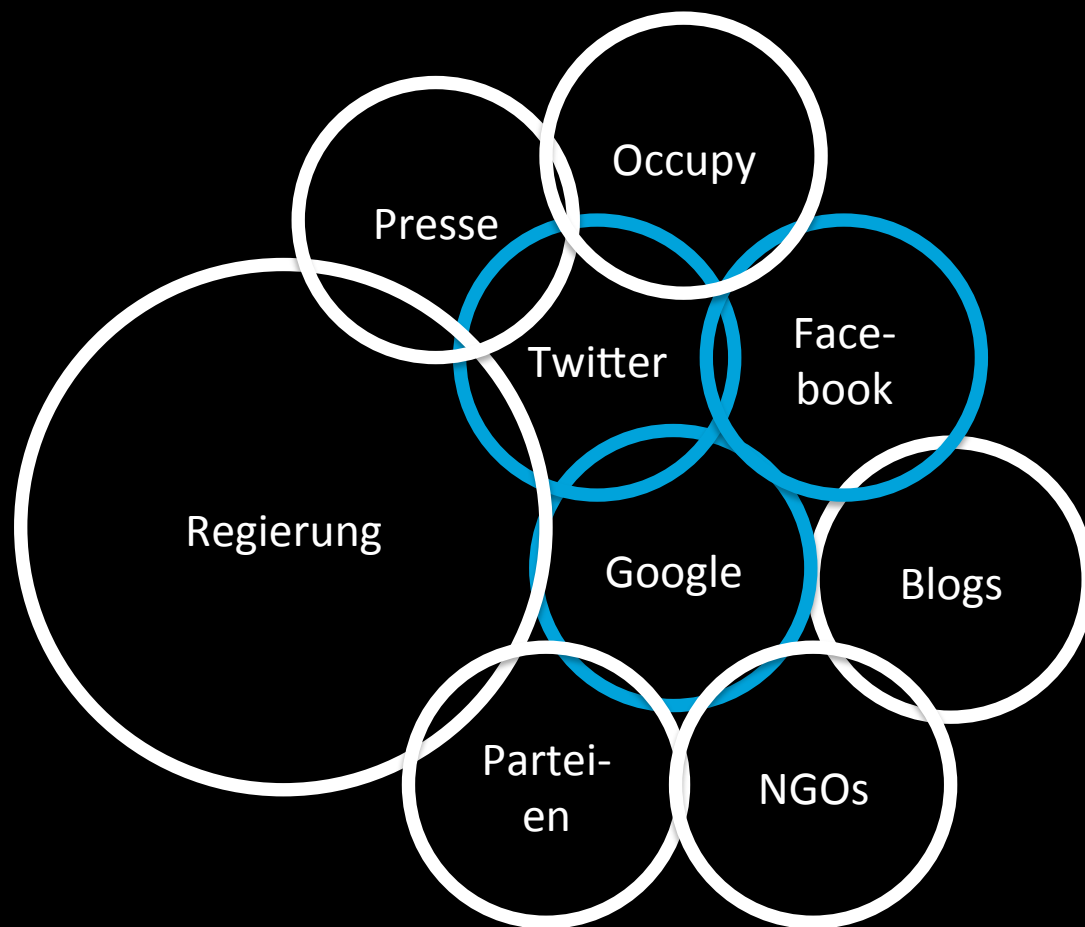 Occupy
Presse
Face-
book
Twitter
Regierung
Google
Blogs
Partei-
en
NGOs